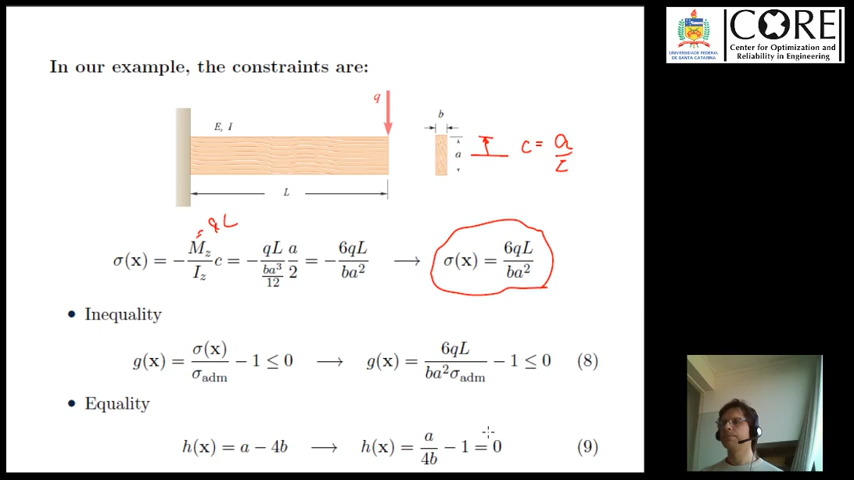 CORE
UNIVERSIDADE FEDERAL
DE SANTA CATARINA
Center for Optimization and
Reliability in Engineering
In our example, the constraints are:
q
b
E, I
a
c = a/2
L
= qL
σ(x) = − M_z/I_z c = − qL/(ba³/12) a/2 = − 6qL/ba² ⟶ σ(x) = 6qL/ba²
• Inequality
g(x) = σ(x)/σ_adm − 1 ≤ 0 ⟶ g(x) = 6qL/ba²σ_adm − 1 ≤ 0 (8)
• Equality
h(x) = a − 4b ⟶ h(x) = a/4b − 1 = 0 (9)